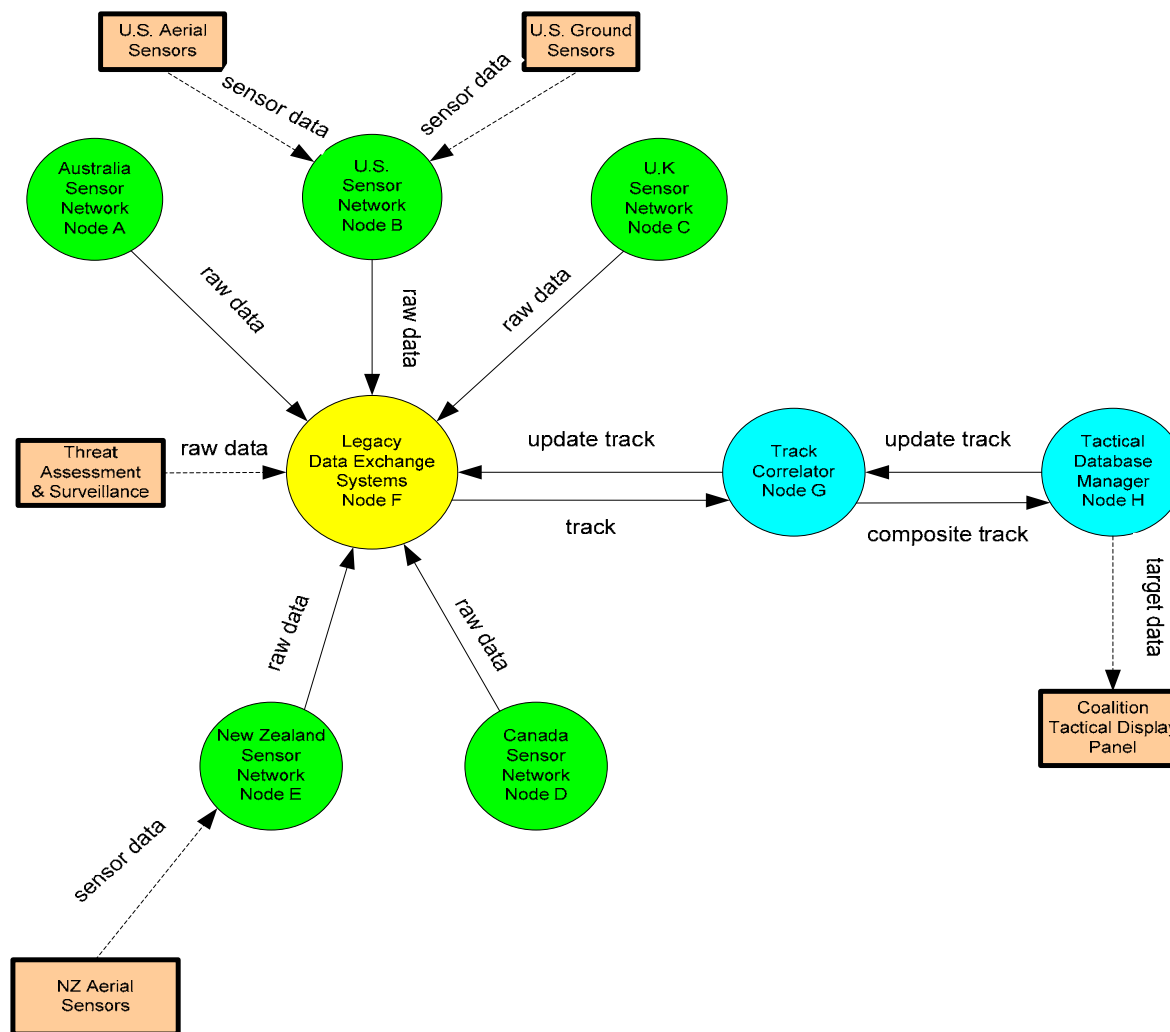 U.S. Aerial
Sensors
U.S. Ground
Sensors
sensor data
sensor data
Australia
Sensor
Network
Node A
U.S.
Sensor
Network
Node B
U.K
Sensor
Network
Node C
raw data
raw data
raw data
Threat
Assessment
& Surveillance
raw data
Legacy
Data Exchange
Systems
Node F
update track
track
Track
Correlator
Node G
update track
composite track
Tactical
Database
Manager
Node H
target data
raw data
raw data
New Zealand
Sensor
Network
Node E
Canada
Sensor
Network
Node D
Coalition
Tactical Display
Panel
sensor data
NZ Aerial
Sensors